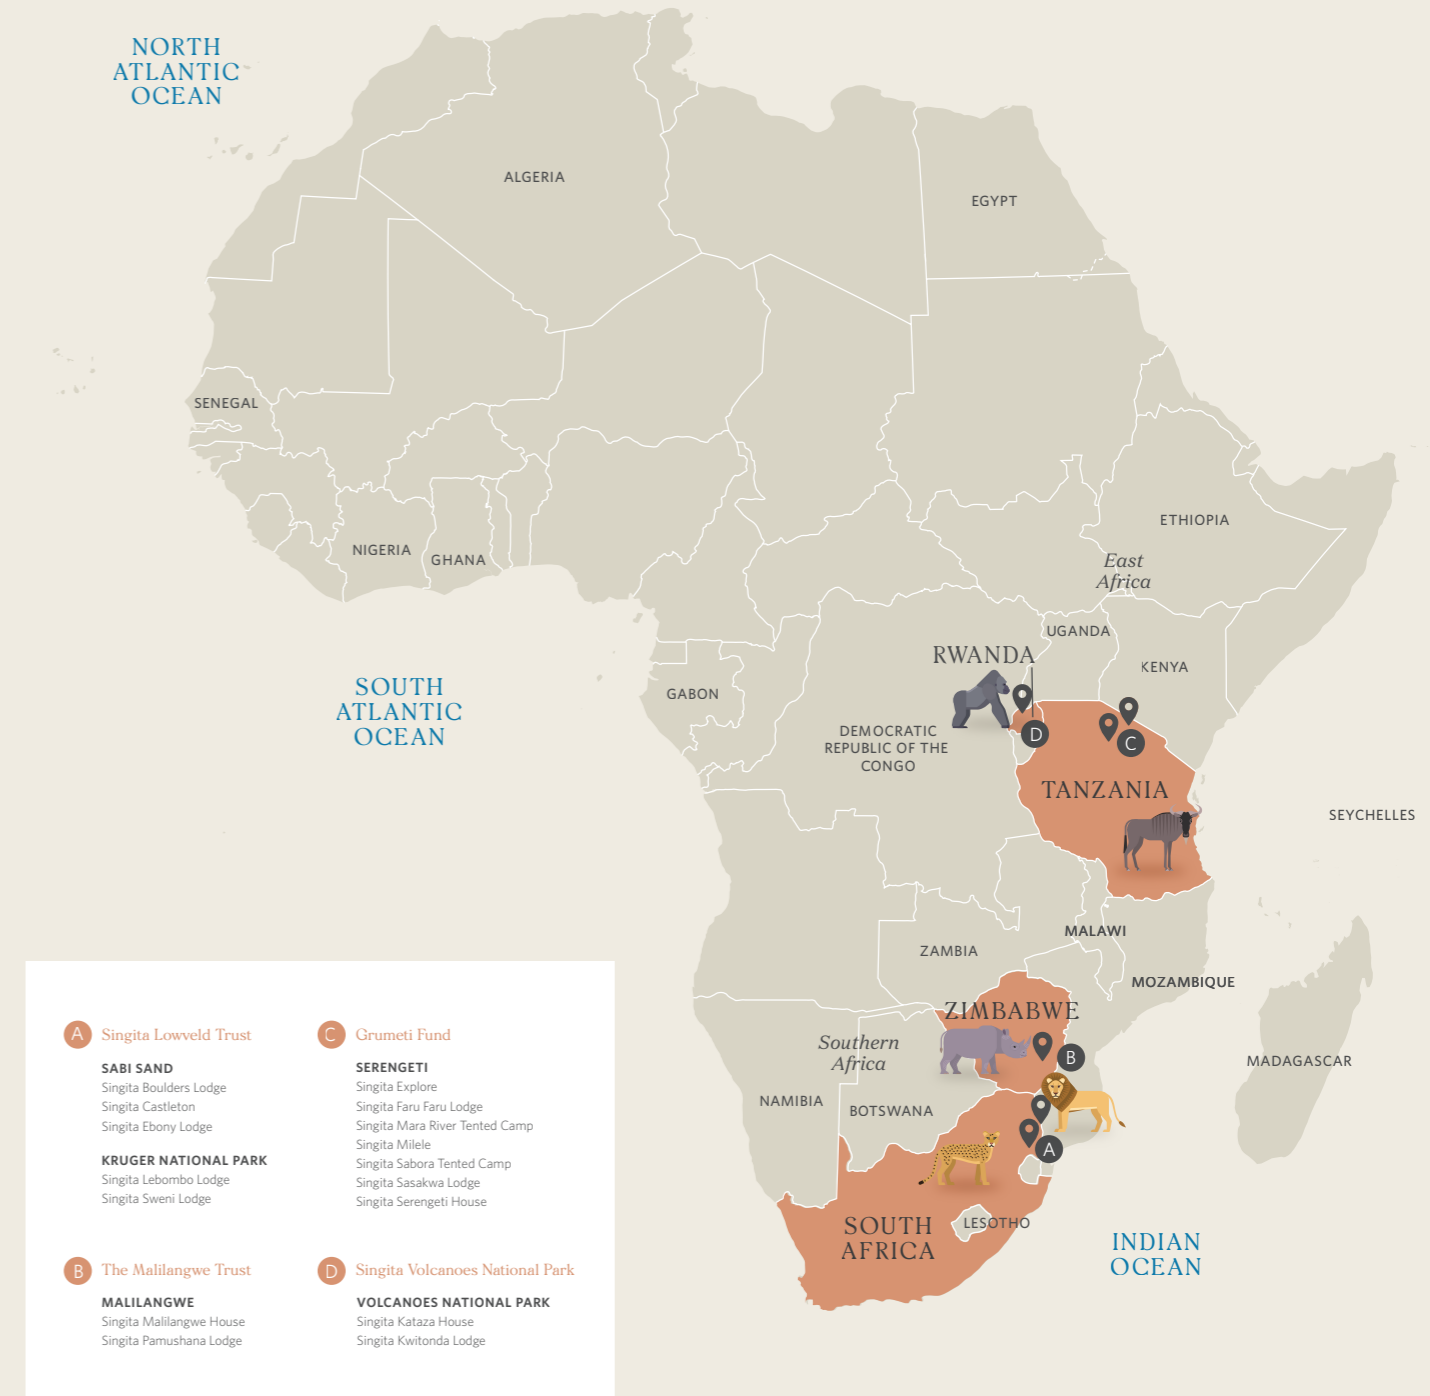 NORTH
ATLANTIC
OCEAN
ALGERIA
EGYPT
SENEGAL
NIGERIA
GHANA
ETHIOPIA
East
Africa
UGANDA
RWANDA
KENYA
GABON
SOUTH
ATLANTIC
OCEAN
DEMOCRATIC
REPUBLIC OF THE
CONGO
D
C
TANZANIA
SEYCHELLES
MALAWI
ZAMBIA
MOZAMBIQUE
ZIMBABWE
Southern
Africa
B
MADAGASCAR
NAMIBIA
BOTSWANA
A
SOUTH
AFRICA
LESOTHO
INDIAN
OCEAN
A Singita Lowveld Trust
SABI SAND
Singita Boulders Lodge
Singita Castleton
Singita Ebony Lodge
KRUGER NATIONAL PARK
Singita Lebombo Lodge
Singita Sweni Lodge
B The Malilangwe Trust
MALILANGWE
Singita Malilangwe House
Singita Pamushana Lodge
C Grumeti Fund
SERENGETI
Singita Explore
Singita Faru Faru Lodge
Singita Mara River Tented Camp
Singita Milele
Singita Sabora Tented Camp
Singita Sasakwa Lodge
Singita Serengeti House
D Singita Volcanoes National Park
VOLCANOES NATIONAL PARK
Singita Kataza House
Singita Kwitonda Lodge